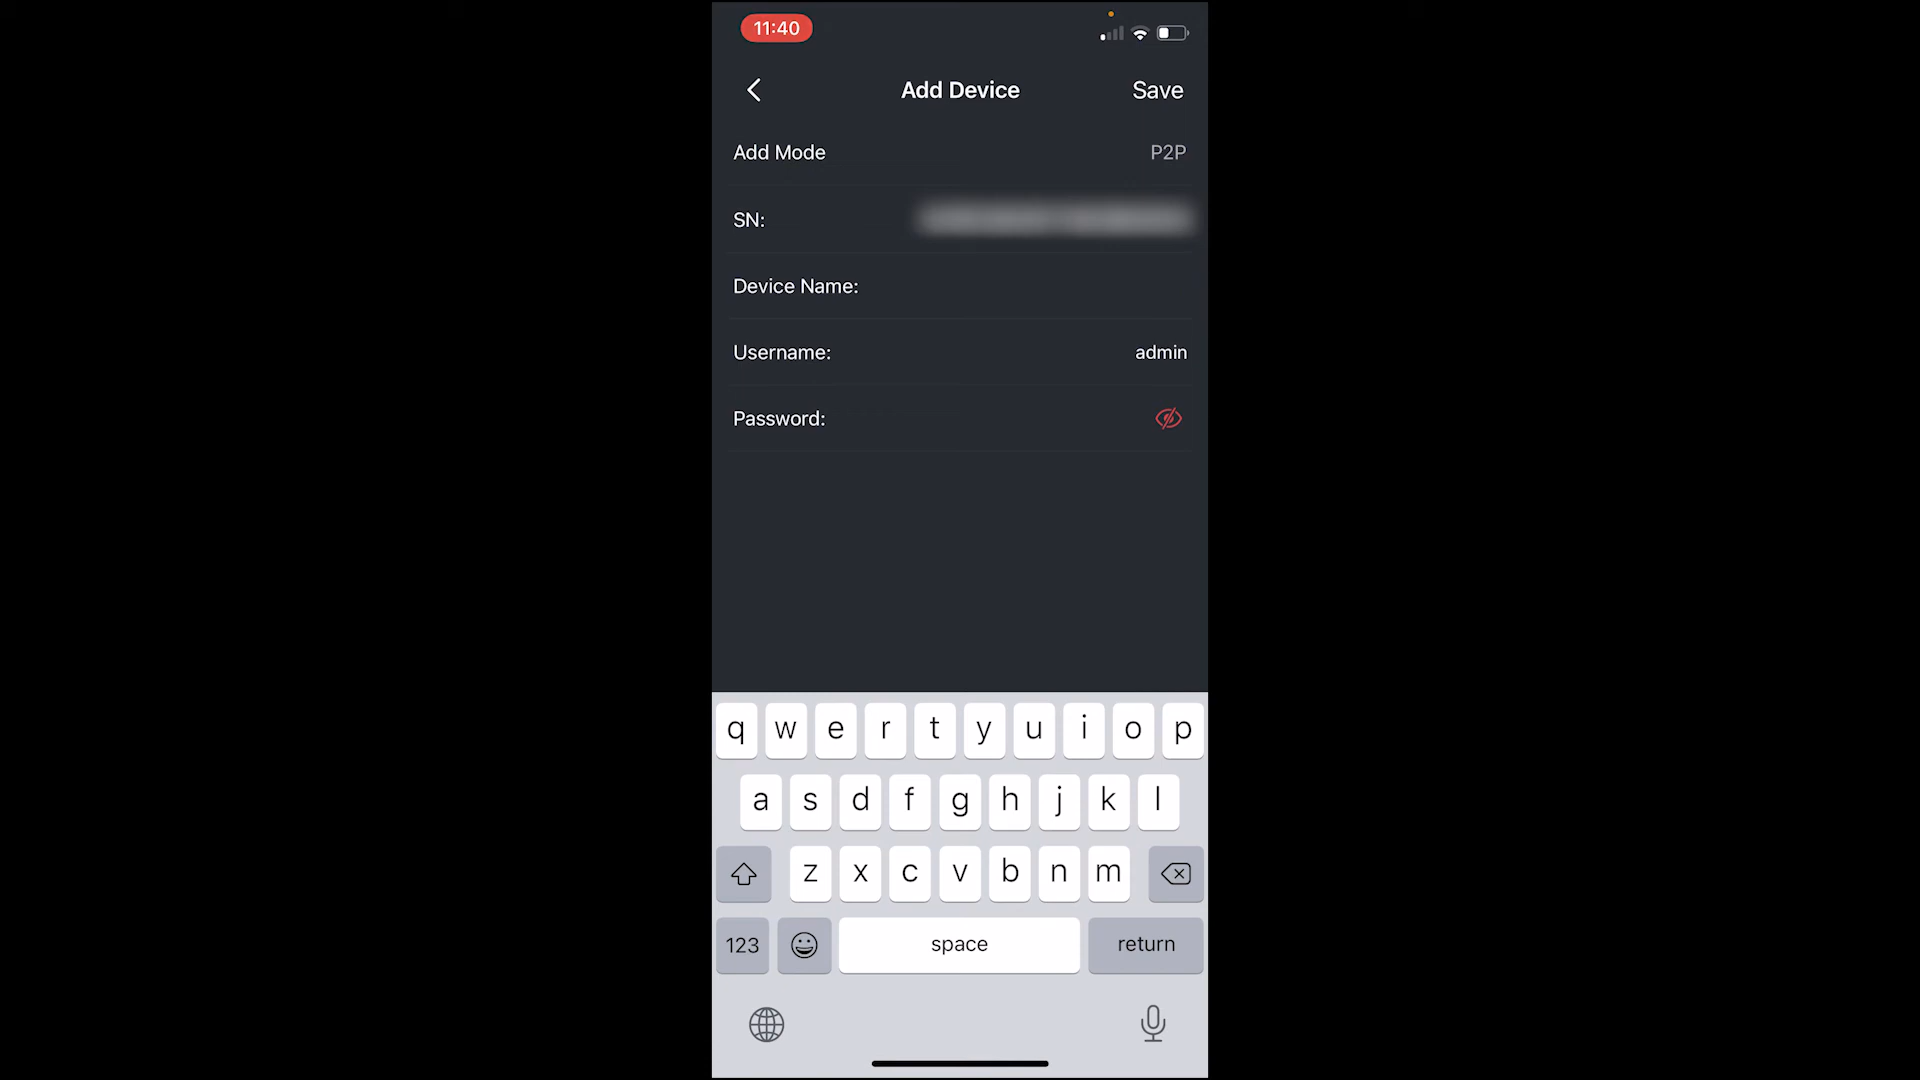 11:40
Add Device
Save
Add Mode
P2P
SN:
Device Name:
Username:
admin
Password:
q w e r t y u i o p
a s d f g h j k l
z x c v b n m
123
space
return